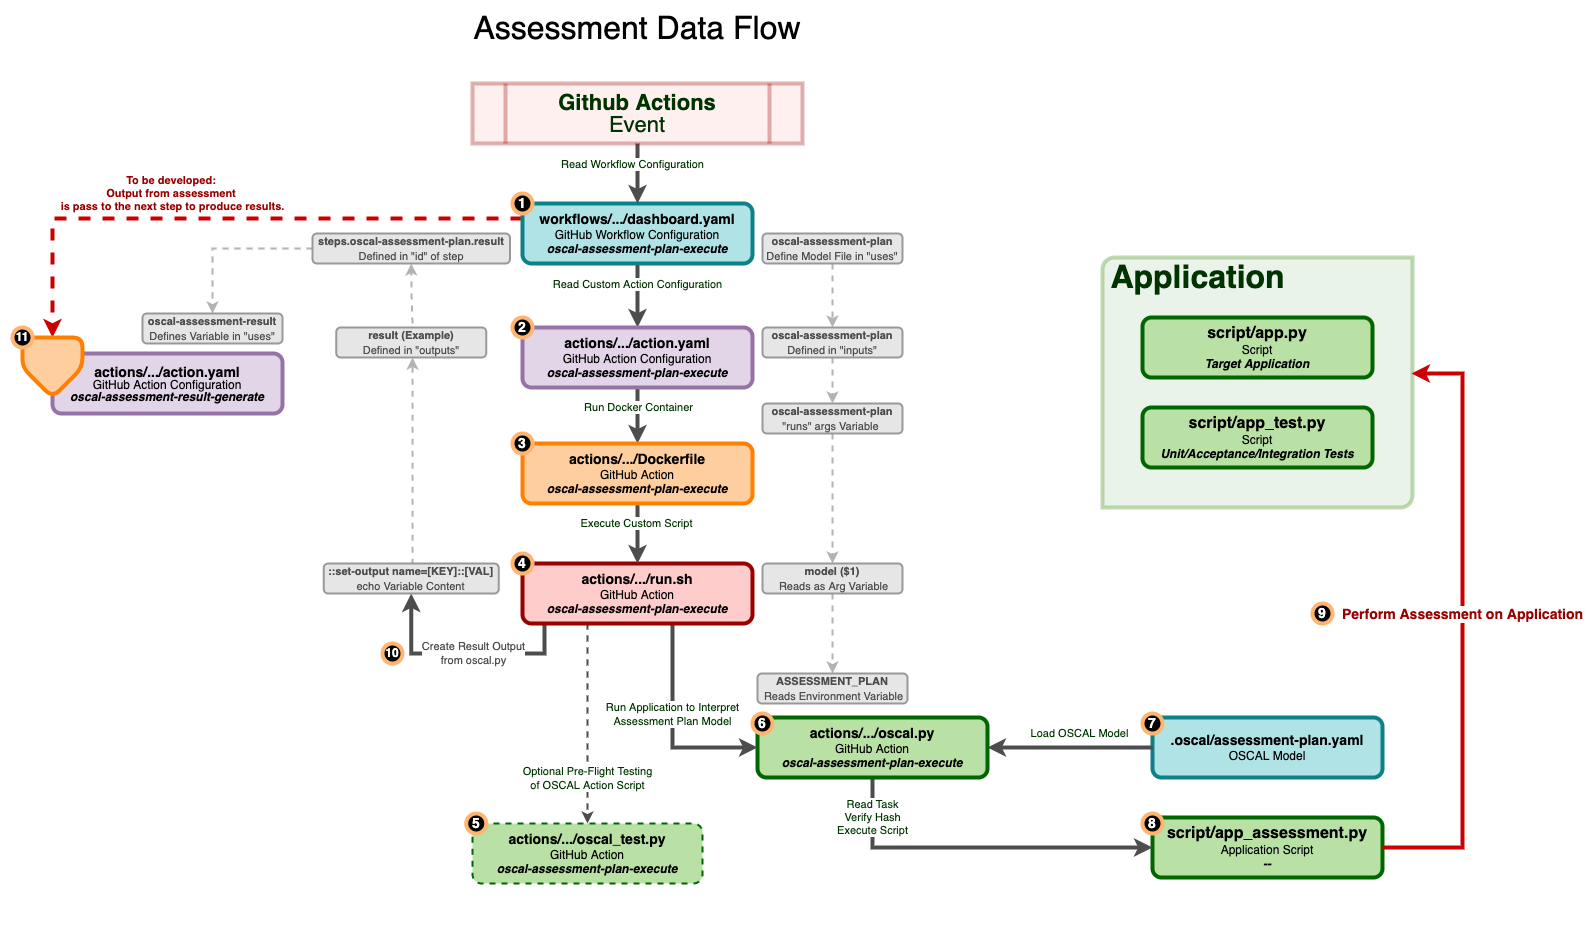 Assessment Data Flow
Github Actions
Event
Read Workflow Configuration
To be developed:
Output from assessment
is pass to the next step to produce results.
1
workflows/.../dashboard.yaml
GitHub Workflow Configuration
oscal-assessment-plan-execute
steps.oscal-assessment-plan.result
Defined in "id" of step
oscal-assessment-plan
Define Model File in "uses"
Read Custom Action Configuration
oscal-assessment-result
Defines Variable in "uses"
result (Example)
Defined in "outputs"
2
actions/.../action.yaml
GitHub Action Configuration
oscal-assessment-plan-execute
oscal-assessment-plan
Defined in "inputs"
11
actions/.../action.yaml
GitHub Action Configuration
oscal-assessment-result-generate
Run Docker Container
oscal-assessment-plan
"runs" args Variable
3
actions/.../Dockerfile
GitHub Action
oscal-assessment-plan-execute
Execute Custom Script
Application
script/app.py
Script
Target Application
script/app_test.py
Script
Unit/Acceptance/Integration Tests
::set-output name=[KEY]::[VAL]
echo Variable Content
4
actions/.../run.sh
GitHub Action
oscal-assessment-plan-execute
model ($1)
Reads as Arg Variable
9
Perform Assessment on Application
10
Create Result Output
from oscal.py
ASSESSMENT_PLAN
Reads Environment Variable
Run Application to Interpret
Assessment Plan Model
6
actions/.../oscal.py
GitHub Action
oscal-assessment-plan-execute
Load OSCAL Model
7
.oscal/assessment-plan.yaml
OSCAL Model
Optional Pre-Flight Testing
of OSCAL Action Script
Read Task
Verify Hash
Execute Script
5
actions/.../oscal_test.py
GitHub Action
oscal-assessment-plan-execute
8
script/app_assessment.py
Application Script
--